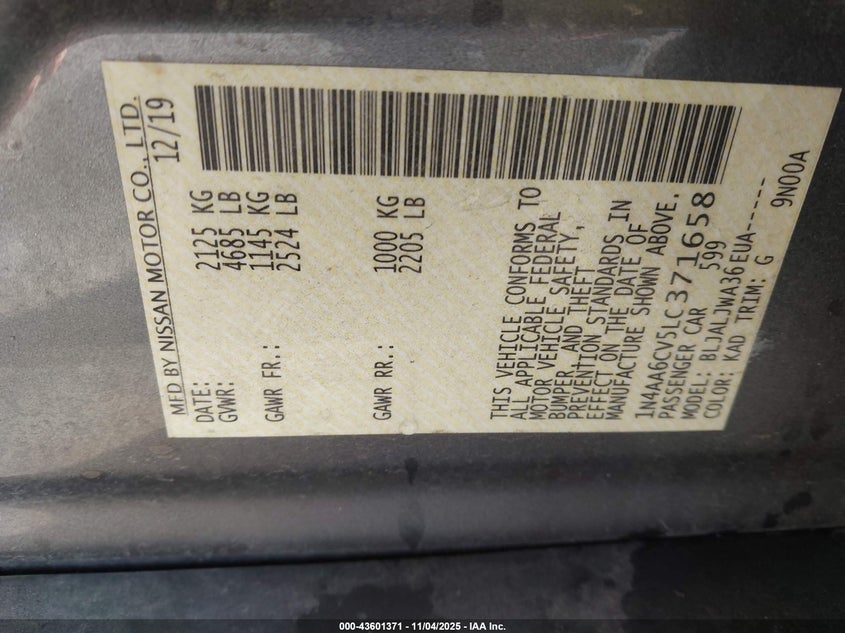 MFD BY NISSAN MOTOR CO., LTD.
DATE: 12/19
GVWR: 2125 KG
4685 LB
GAWR FR.: 1145 KG
2524 LB
GAWR RR.: 1000 KG
2205 LB
THIS VEHICLE CONFORMS TO
ALL APPLICABLE FEDERAL
MOTOR VEHICLE SAFETY,
BUMPER, AND THEFT
PREVENTION STANDARDS IN
EFFECT ON THE DATE OF
MANUFACTURE SHOWN ABOVE.
1N4AA6CV5LC371658
PASSENGER CAR 599
MODEL: BLJALJWA36EUA------
COLOR: KAD TRIM: G 9N00A
000-43601371 - 11/04/2025 - IAA Inc.